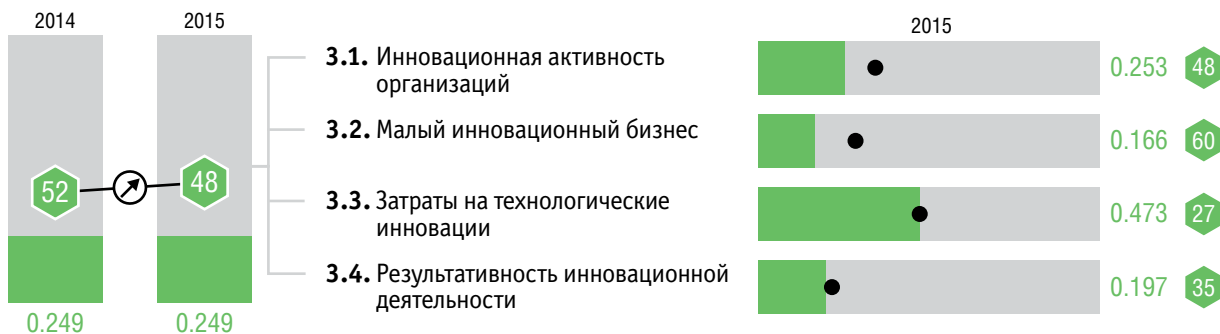 2014
2015
52
48
0.249
0.249
3.1. Инновационная активность
организаций
3.2. Малый инновационный бизнес
3.3. Затраты на технологические
инновации
3.4. Результативность инновационной
деятельности
2015
0.253 48
0.166 60
0.473 27
0.197 35